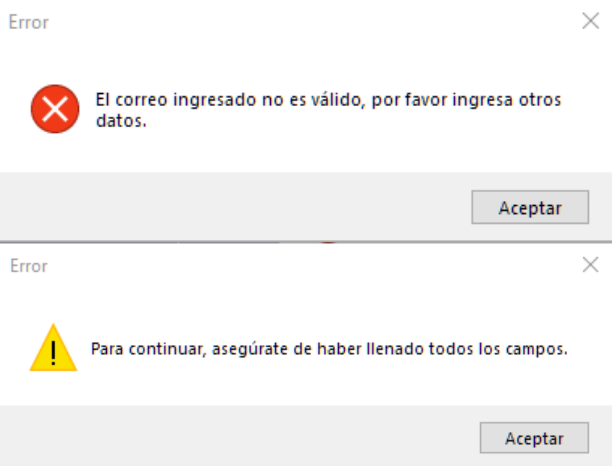 Error
El correo ingresado no es válido, por favor ingresa otros
datos.
Aceptar
Error
Para continuar, asegúrate de haber llenado todos los campos.
Aceptar